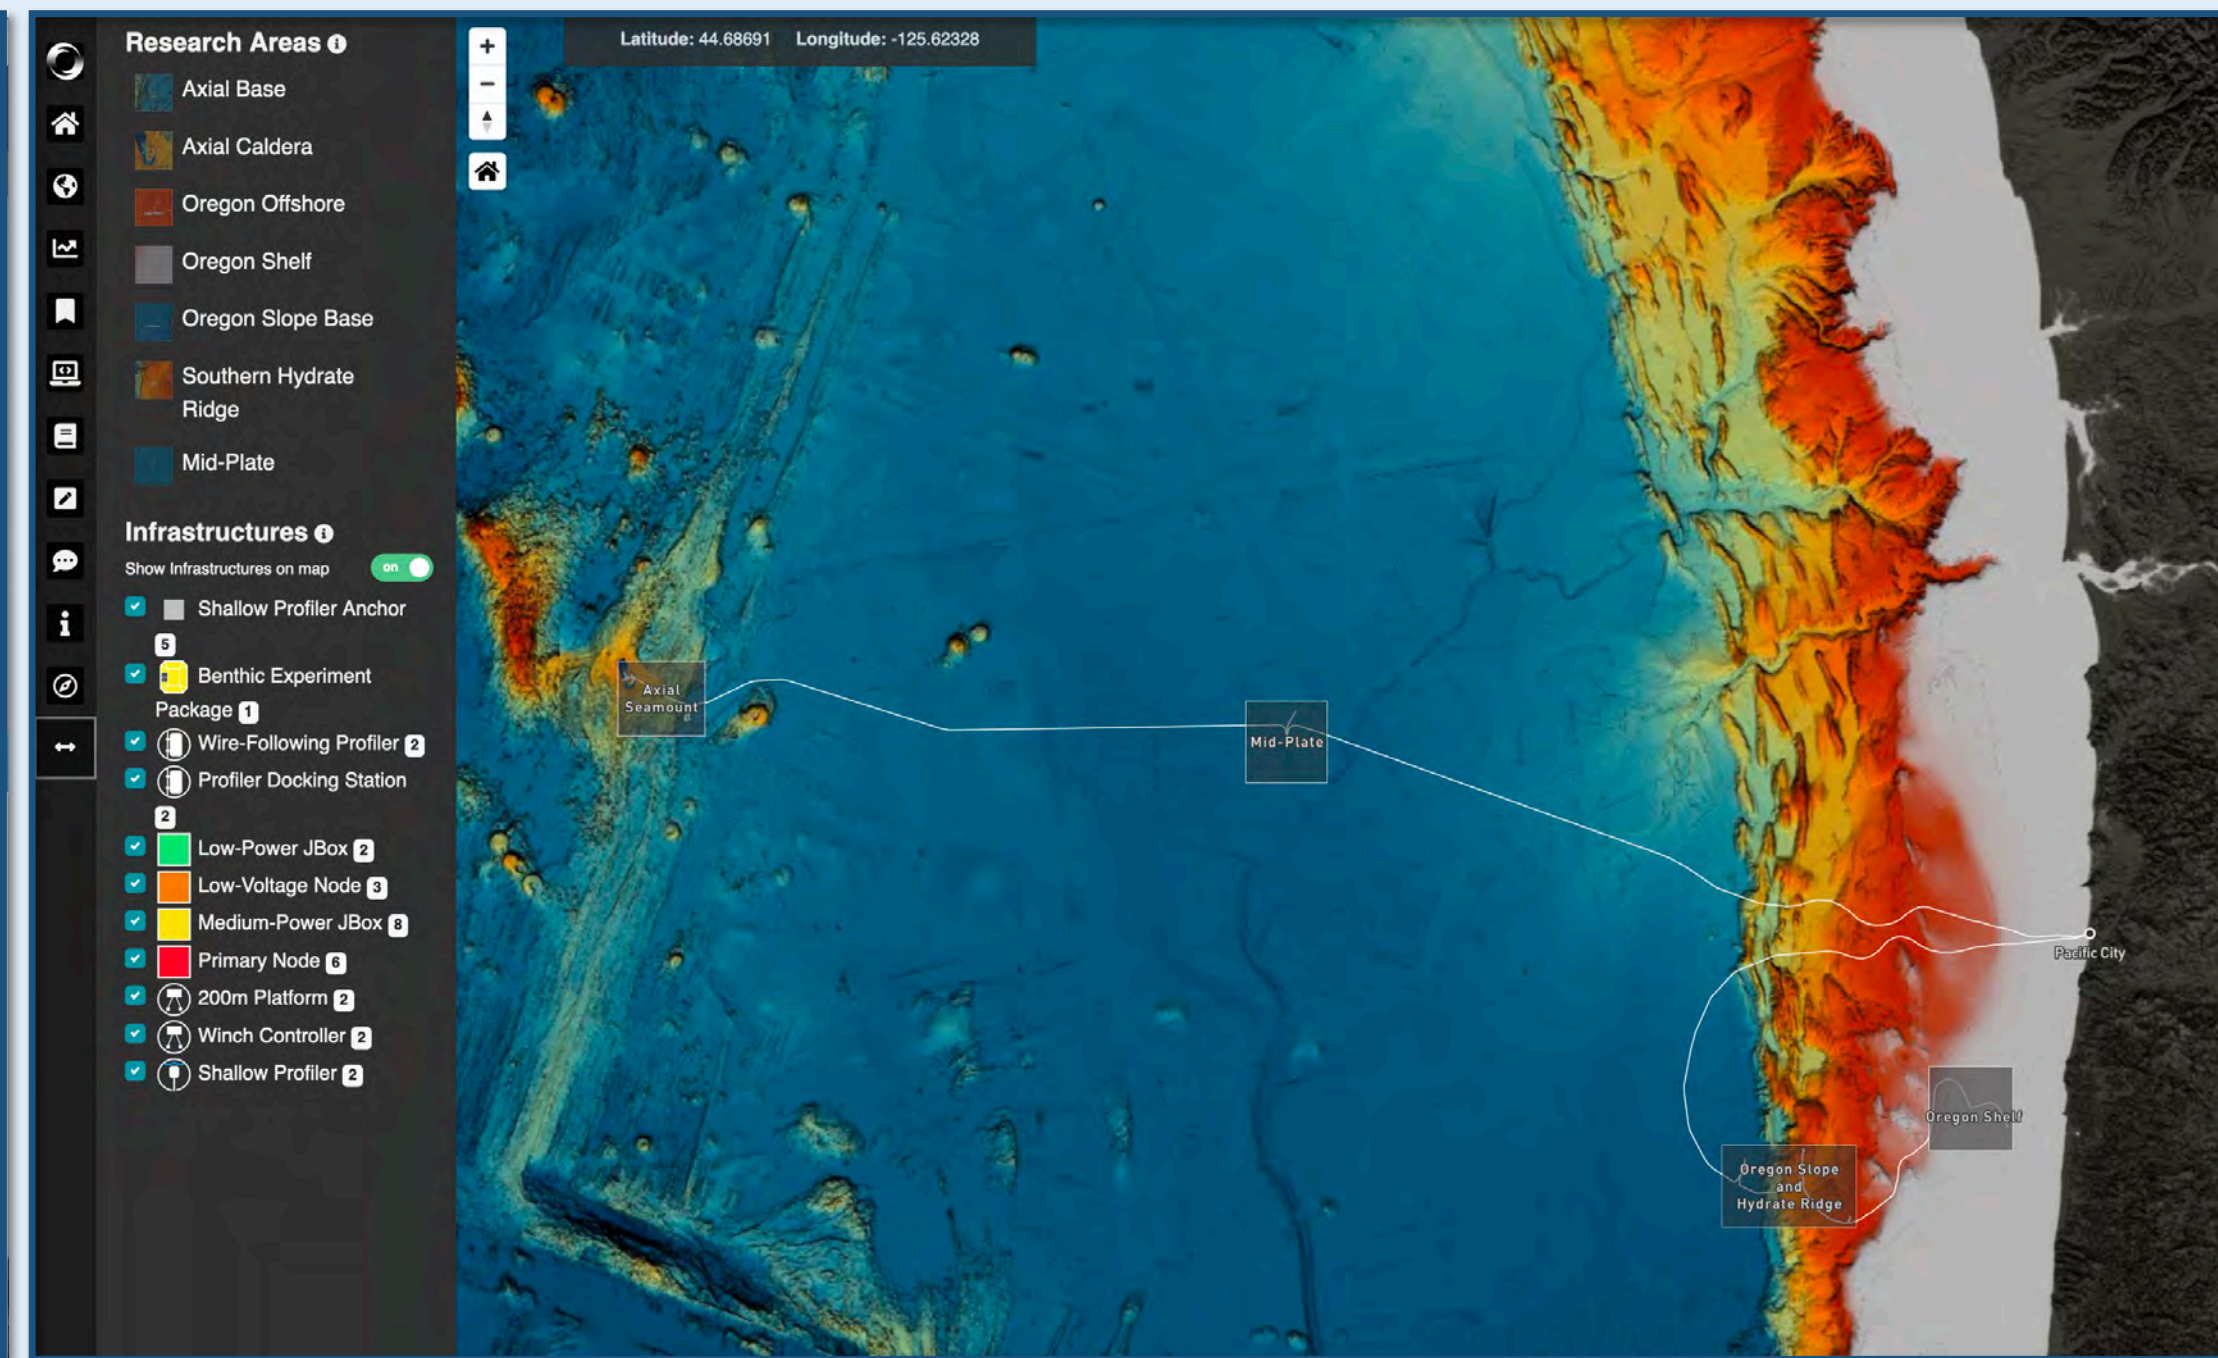 Research Areas
Axial Base
Axial Caldera
Oregon Offshore
Oregon Shelf
Oregon Slope Base
Southern Hydrate
Ridge
Mid-Plate
Infrastructures
Show Infrastructures on map on
Shallow Profiler Anchor
5
Benthic Experiment
Package 1
Wire-Following Profiler 2
Profiler Docking Station
2
Low-Power JBox 2
Low-Voltage Node 3
Medium-Power JBox 8
Primary Node 6
200m Platform 2
Winch Controller 2
Shallow Profiler 2
Latitude: 44.68691 Longitude: -125.62328
Axial
Seamount
Mid-Plate
Pacific City
Oregon Shelf
Oregon Slope
and
Hydrate Ridge